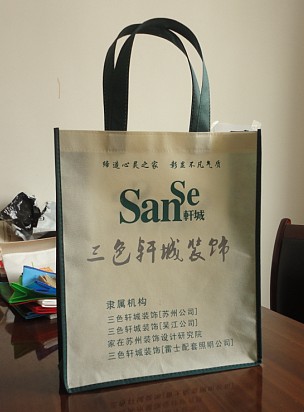 缔造心灵之家 彰显不凡气质
SanSe
軒城
三色轩城装饰
隶属机构
三色轩城装饰[苏州公司]
三色轩城装饰[吴江公司]
家在苏州装饰设计研究院
三色轩城装饰[雷士配套照明公司]